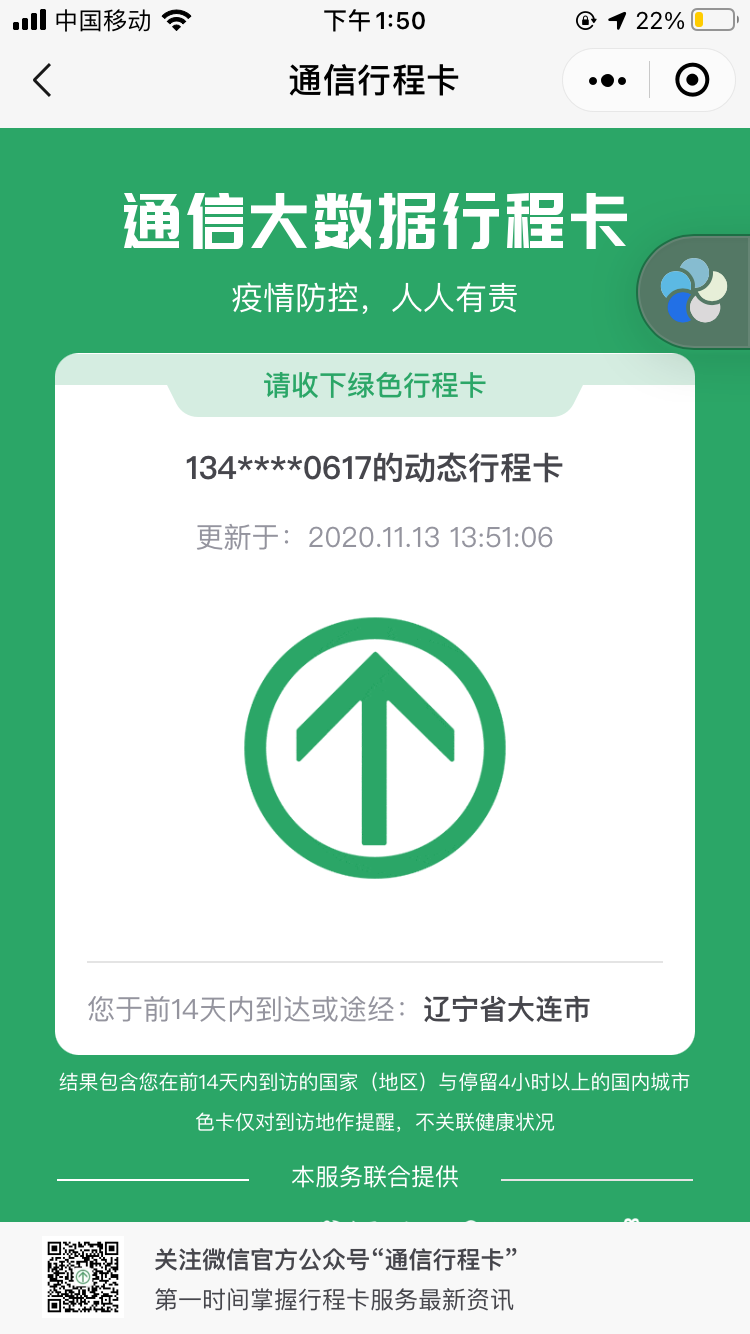 中国移动 下午1:50 22%
通信行程卡
通信大数据行程卡
疫情防控，人人有责
请收下绿色行程卡
134****0617的动态行程卡
更新于：2020.11.13 13:51:06
您于前14天内到达或途经：辽宁省大连市
结果包含您在前14天内到访的国家（地区）与停留4小时以上的国内城市
色卡仅对到访地作提醒，不关联健康状况
本服务联合提供
关注微信官方公众号“通信行程卡”
第一时间掌握行程卡服务最新资讯